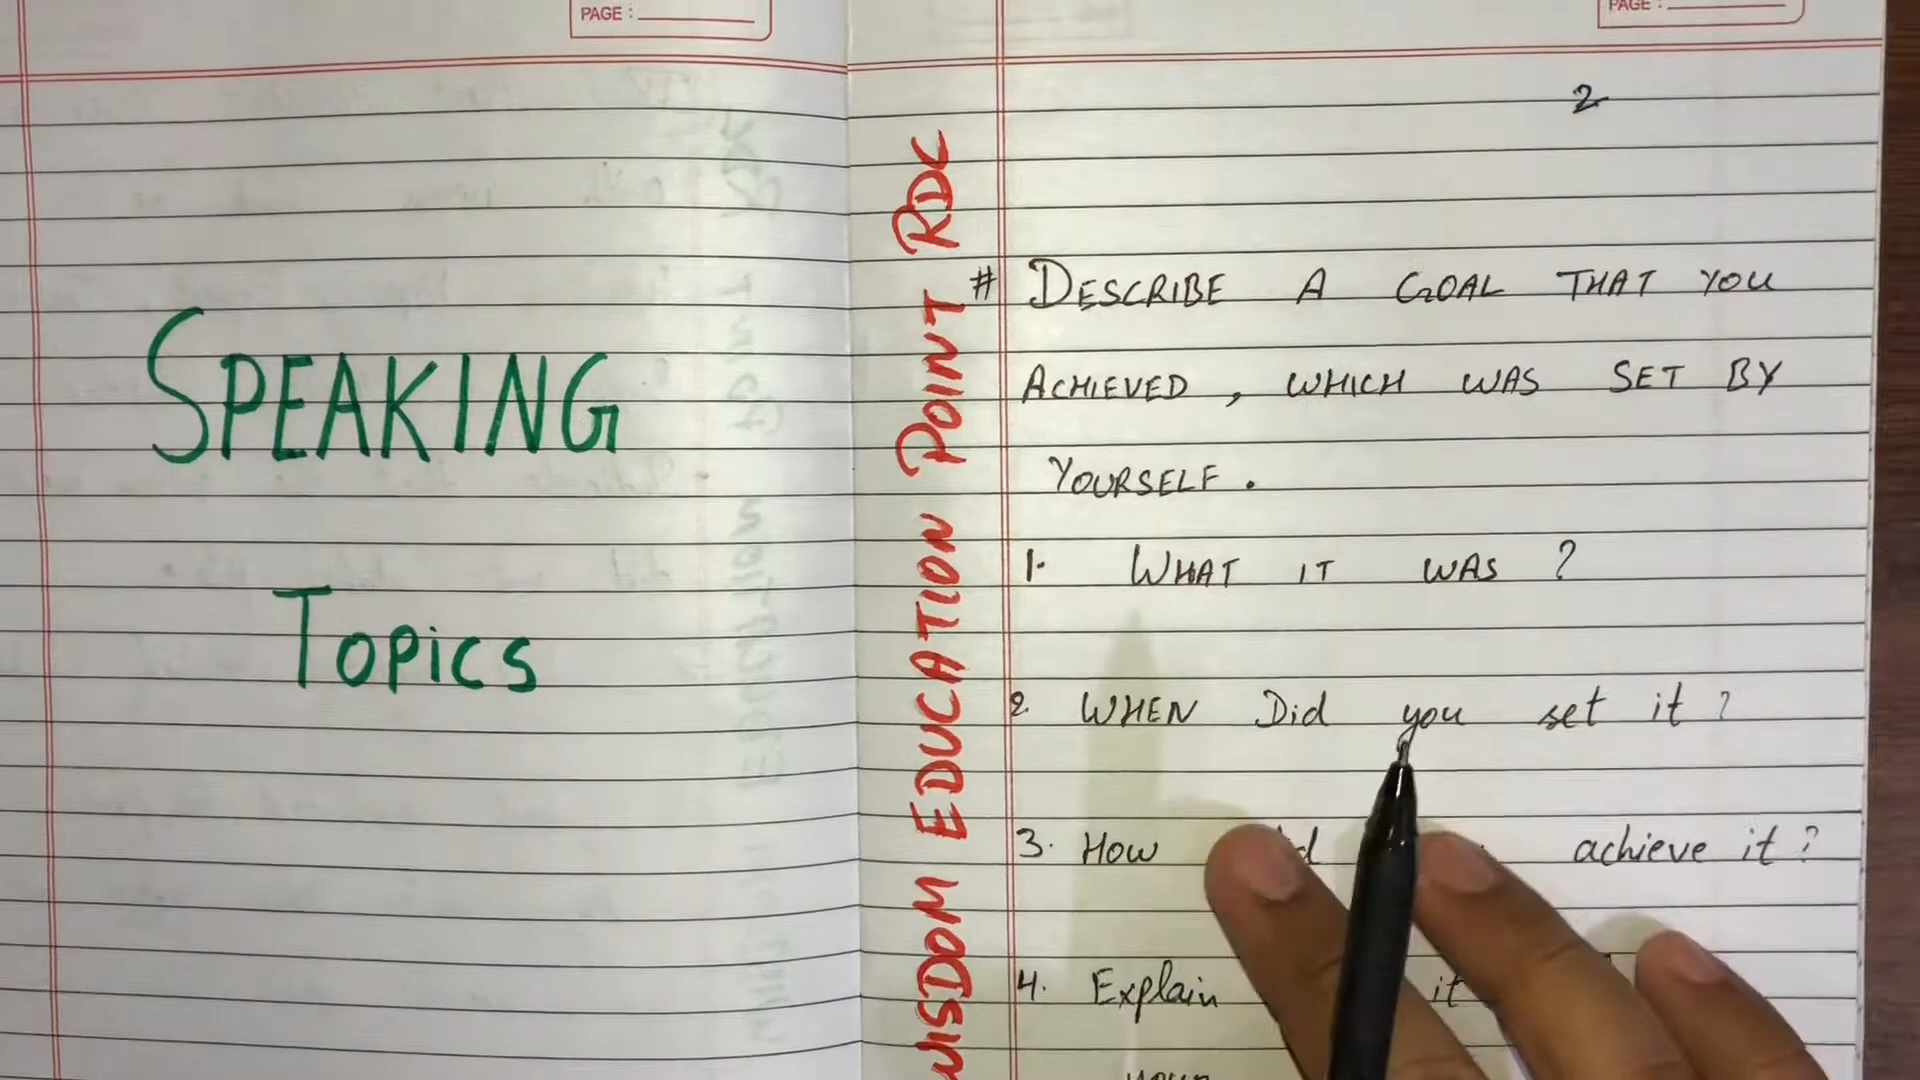 PAGE :
SPEAKING
TOPICS
PAGE :
2
WISDOM EDUCATION POINT RDC
# DESCRIBE A GOAL THAT YOU
ACHIEVED, WHICH WAS SET BY
YOURSELF.
1. WHAT IT WAS ?
2. WHEN Did you set it ?
3. HOW achieve it ?
4. Explain it
your